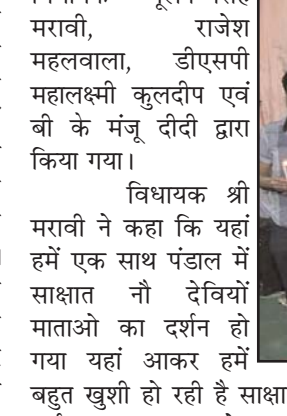 मरावी, राजेश
महलवाला, डीएसपी
महालक्ष्मी कुलदीप एवं
बी के मंजू दीदी द्वारा
किया गया।
विधायक श्री
मरावी ने कहा कि यहां
हमें एक साथ पंडाल में
साक्षात नौ देवियों
माताओ का दर्शन हो
गया यहां आकर हमें
बहुत खुशी हो रही है साक्षा